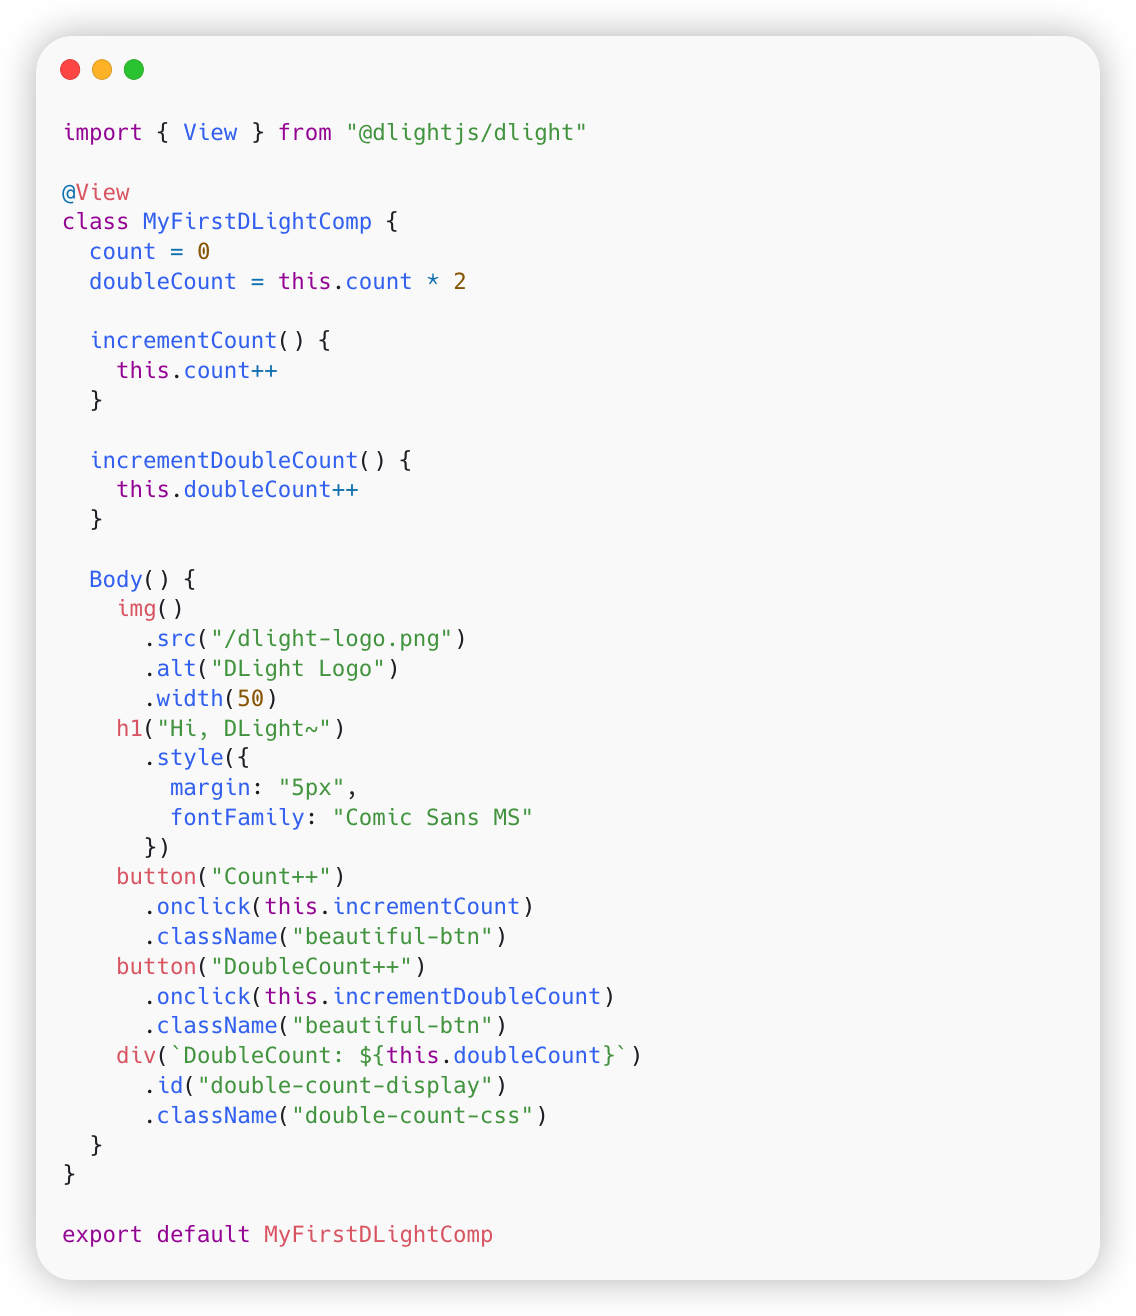 import { View } from "@dlightjs/dlight"

@View
class MyFirstDLightComp {
  count = 0
  doubleCount = this.count * 2

  incrementCount() {
    this.count++
  }

  incrementDoubleCount() {
    this.doubleCount++
  }

  Body() {
    img()
      .src("/dlight-logo.png")
      .alt("DLight Logo")
      .width(50)
    h1("Hi, DLight~")
      .style({
        margin: "5px",
        fontFamily: "Comic Sans MS"
      })
    button("Count++")
      .onclick(this.incrementCount)
      .className("beautiful-btn")
    button("DoubleCount++")
      .onclick(this.incrementDoubleCount)
      .className("beautiful-btn")
    div(`DoubleCount: ${this.doubleCount}`)
      .id("double-count-display")
      .className("double-count-css")
  }
}

export default MyFirstDLightComp